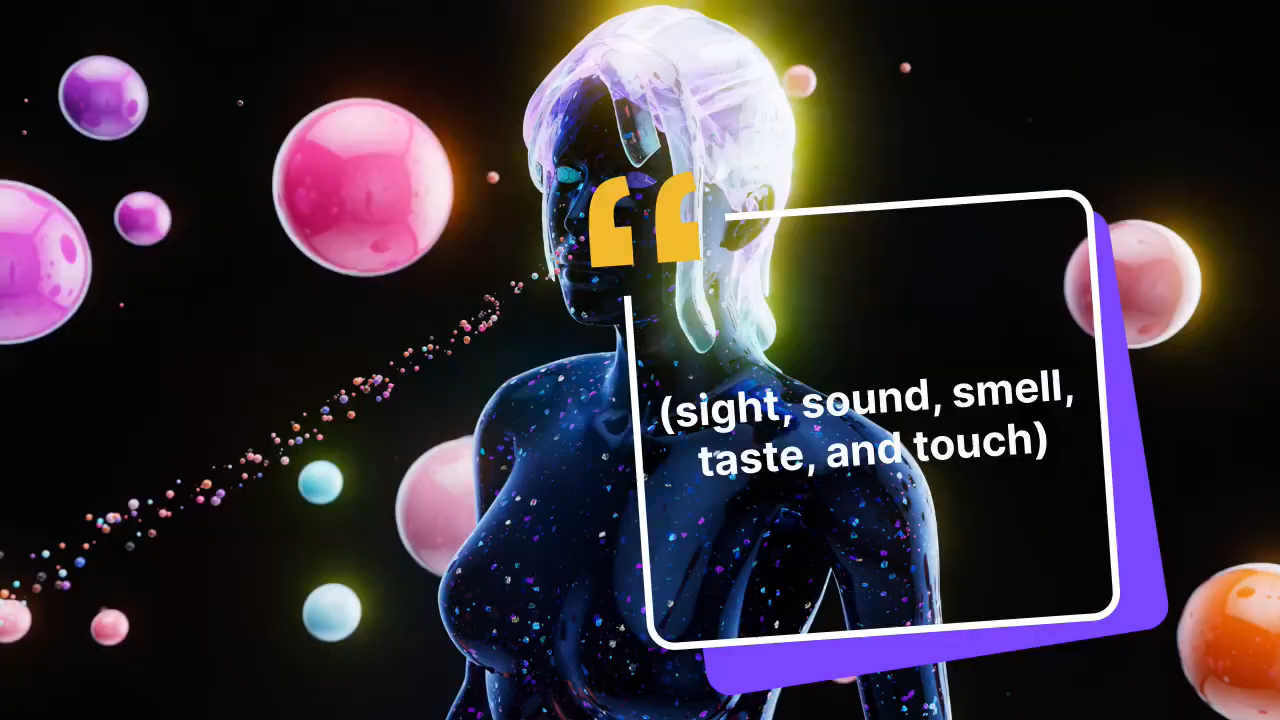 “
(sight, sound, smell,
taste, and touch)